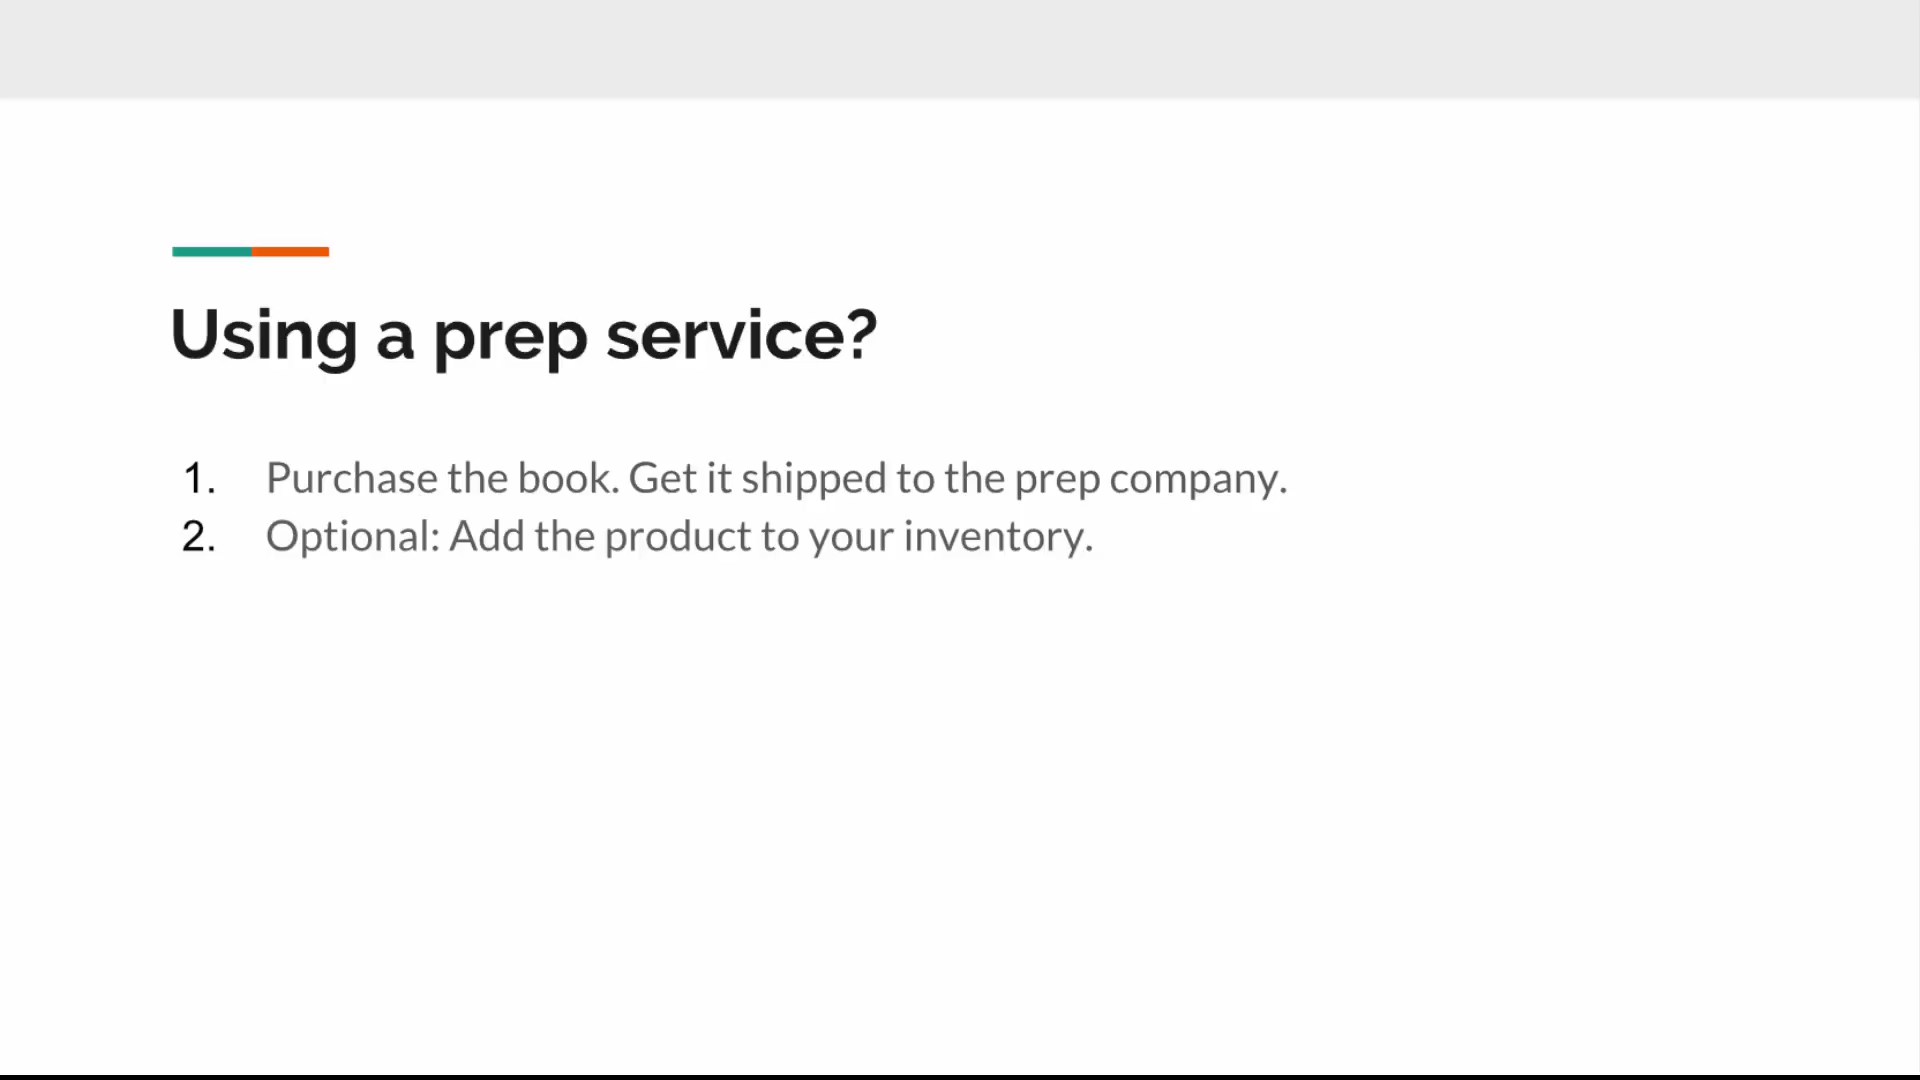 Using a prep service?
1. Purchase the book. Get it shipped to the prep company.
2. Optional: Add the product to your inventory.